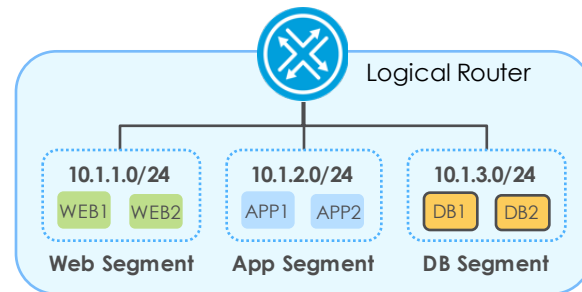 Logical Router
10.1.1.0/24
10.1.2.0/24
10.1.3.0/24
WEB1
WEB2
APP1
APP2
DB1
DB2
Web Segment
App Segment
DB Segment